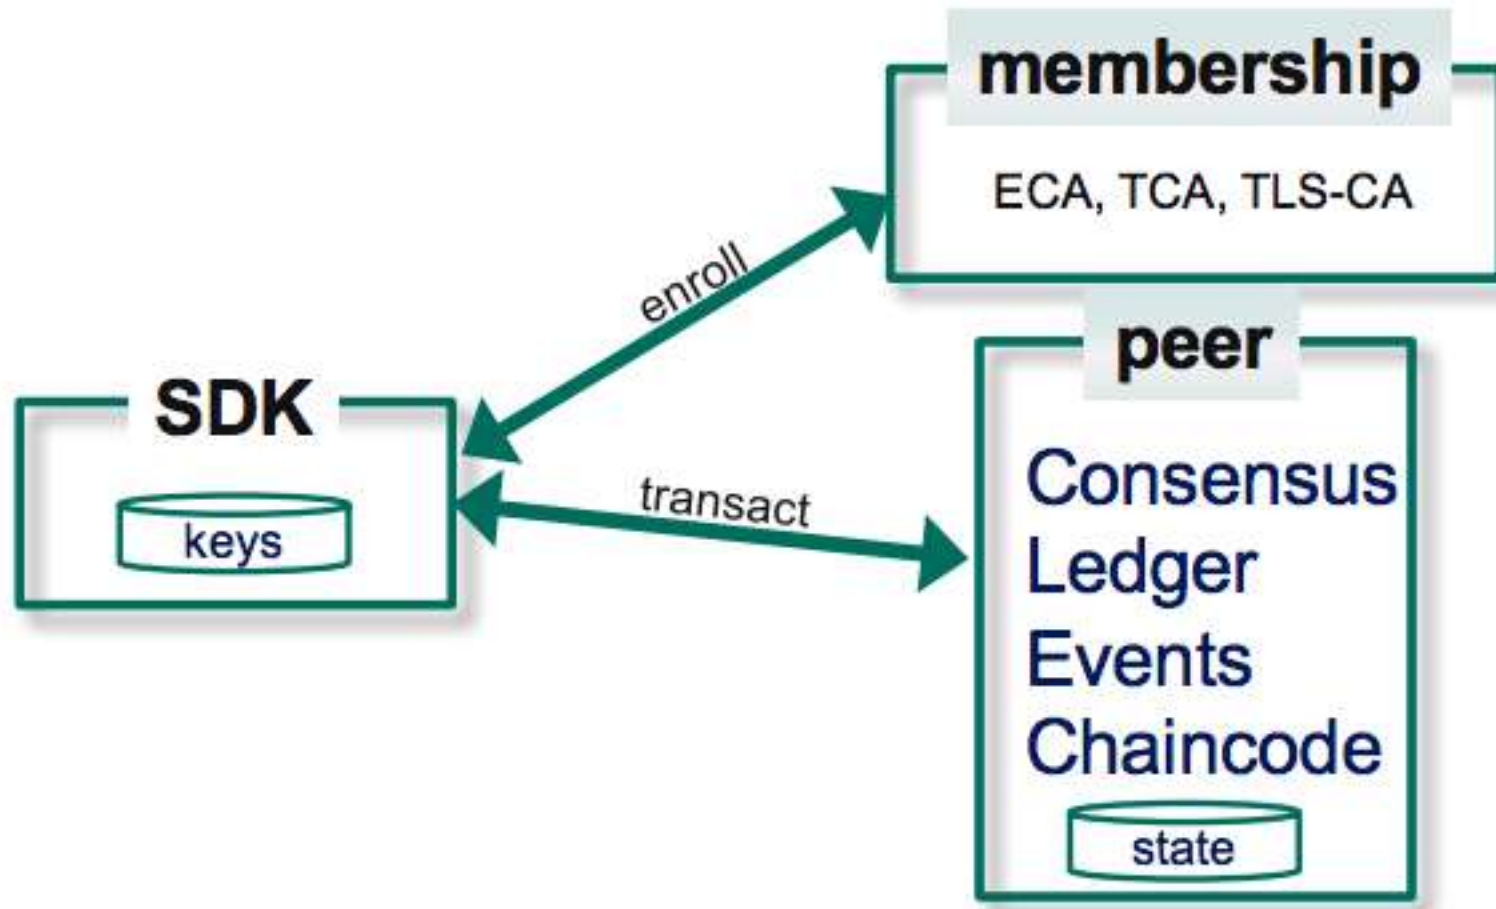 membership
ECA, TCA, TLS-CA
enroll
peer
SDK
keys
transact
Consensus
Ledger
Events
Chaincode
state